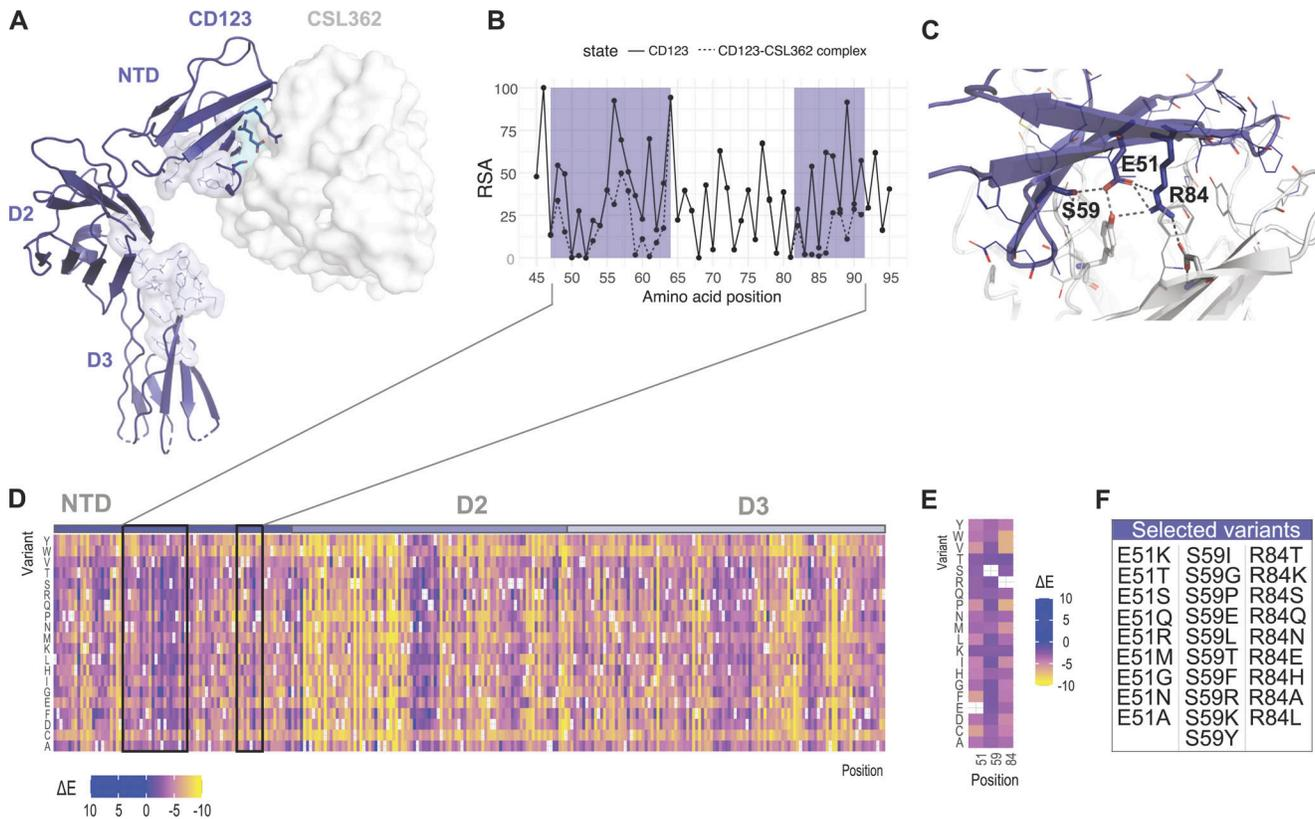 A
CD123
CSL362
NTD
D2
D3
B
state
CD123
CD123-CSL362 complex
RSA
100
75
50
25
0
45
50
55
60
65
70
75
80
85
90
95
Amino acid position
C
E51
S59
R84
D
NTD
D2
D3
Variant
Y
W
V
T
S
R
Q
P
N
M
K
L
H
I
G
E
F
D
C
A
Position
ΔE
10
5
0
-5
-10
E
Variant
Y
W
V
T
S
R
Q
P
N
M
L
K
I
H
G
F
E
D
C
A
51
59
84
Position
ΔE
10
5
0
-5
-10
F
Selected variants
E51K S59I R84T
E51T S59G R84K
E51S S59P R84S
E51Q S59E R84Q
E51R S59L R84N
E51M S59T R84E
E51G S59F R84H
E51N S59R R84A
E51A S59K R84L
S59Y